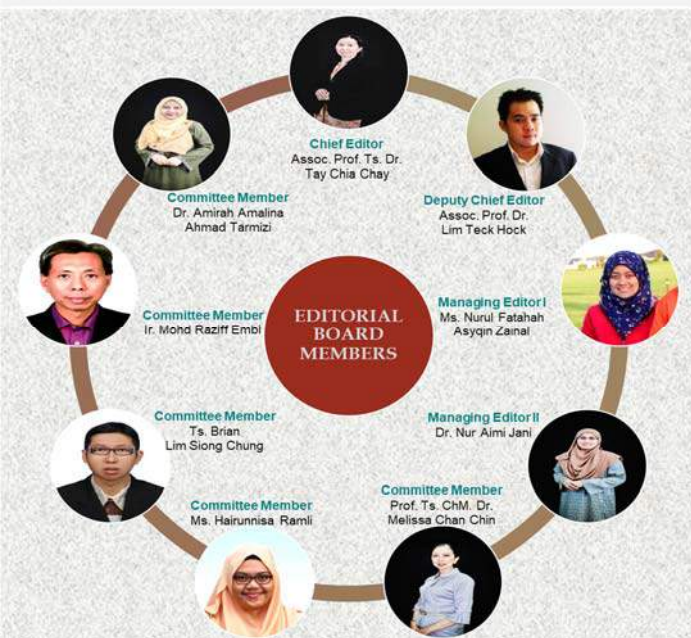 Chief Editor
Assoc. Prof. Ts. Dr.
Tay Chia Chay
Deputy Chief Editor
Assoc. Prof. Dr.
Lim Teck Hock
Managing Editor I
Ms. Nurul Fatahah
Asyqin Zainal
Managing Editor II
Dr. Nur Aimi Jani
Committee Member
Prof. Ts. ChM. Dr.
Melissa Chan Chin
Committee Member
Ms. Hairunnisa Ramli
Committee Member
Ts. Brian
Lim Siong Chung
Committee Member
Ir. Mohd Raziff Embi
Committee Member
Dr. Amirah Amalina
Ahmad Tarmizi
EDITORIAL
BOARD
MEMBERS